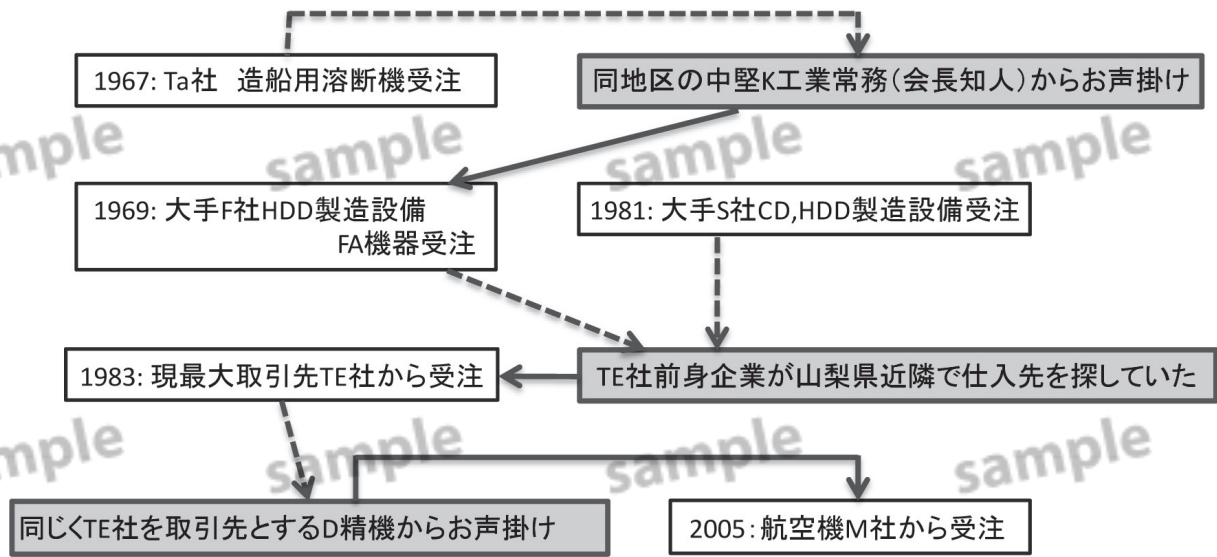 1967: Ta社 造船用溶断機受注
同地区の中堅K工業常務(会長知人)からお声掛け
sample
sample
sample
sample
1969: 大手F社HDD製造設備
FA機器受注
1981: 大手S社CD,HDD製造設備受注
1983: 現最大取引先TE社から受注
TE社前身企業が山梨県近隣で仕入先を探していた
sample
sample
sample
sample
同じくTE社を取引先とするD精機からお声掛け
2005: 航空機M社から受注